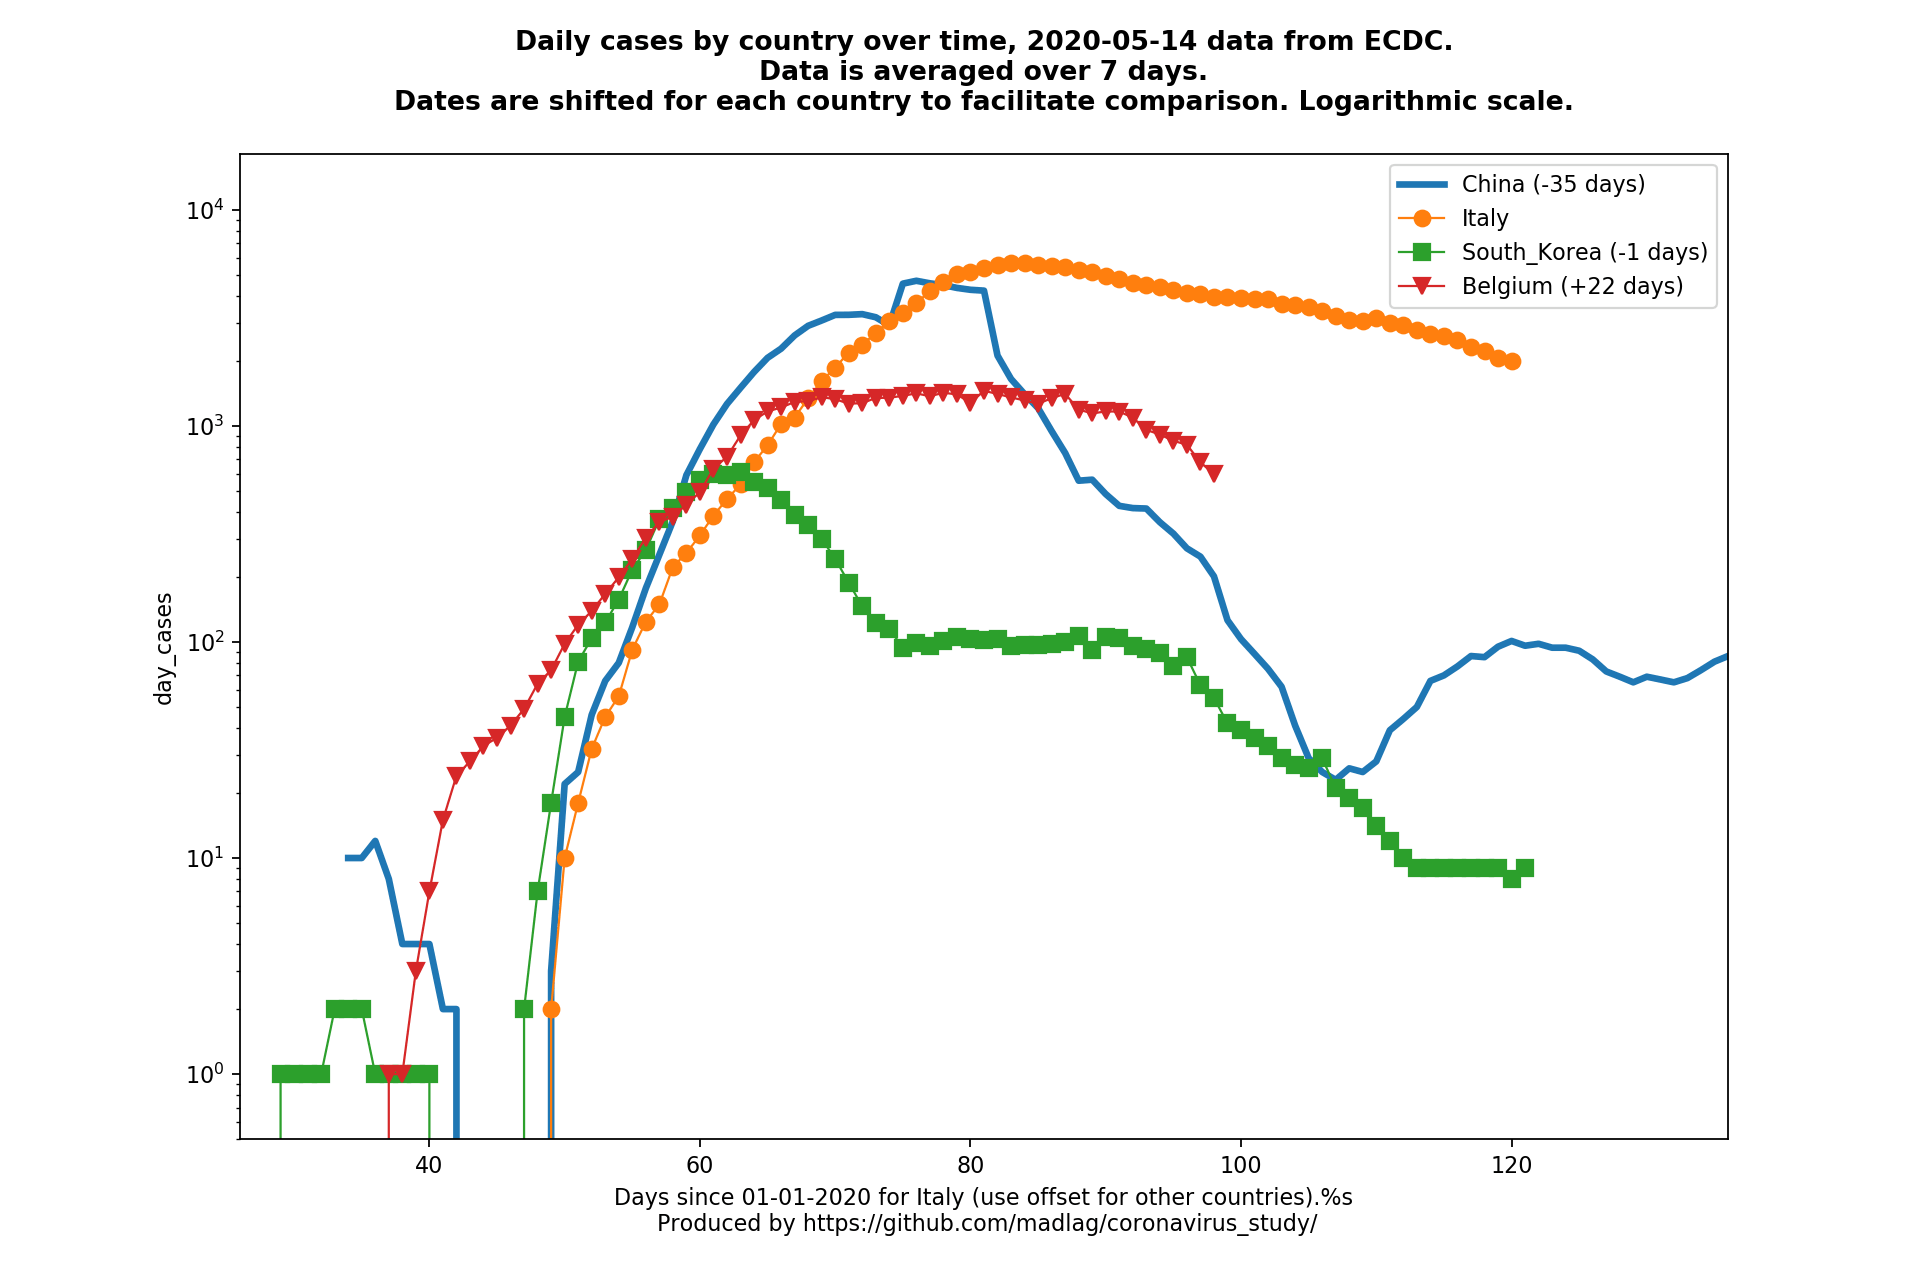 Daily cases by country over time, 2020-05-14 data from ECDC.
Data is averaged over 7 days.
Dates are shifted for each country to facilitate comparison. Logarithmic scale.
China (-35 days)
Italy
South_Korea (-1 days)
Belgium (+22 days)
10⁴
10³
10²
10¹
10⁰
day_cases
40 60 80 100 120
Days since 01-01-2020 for Italy (use offset for other countries).%s
Produced by https://github.com/madlag/coronavirus_study/